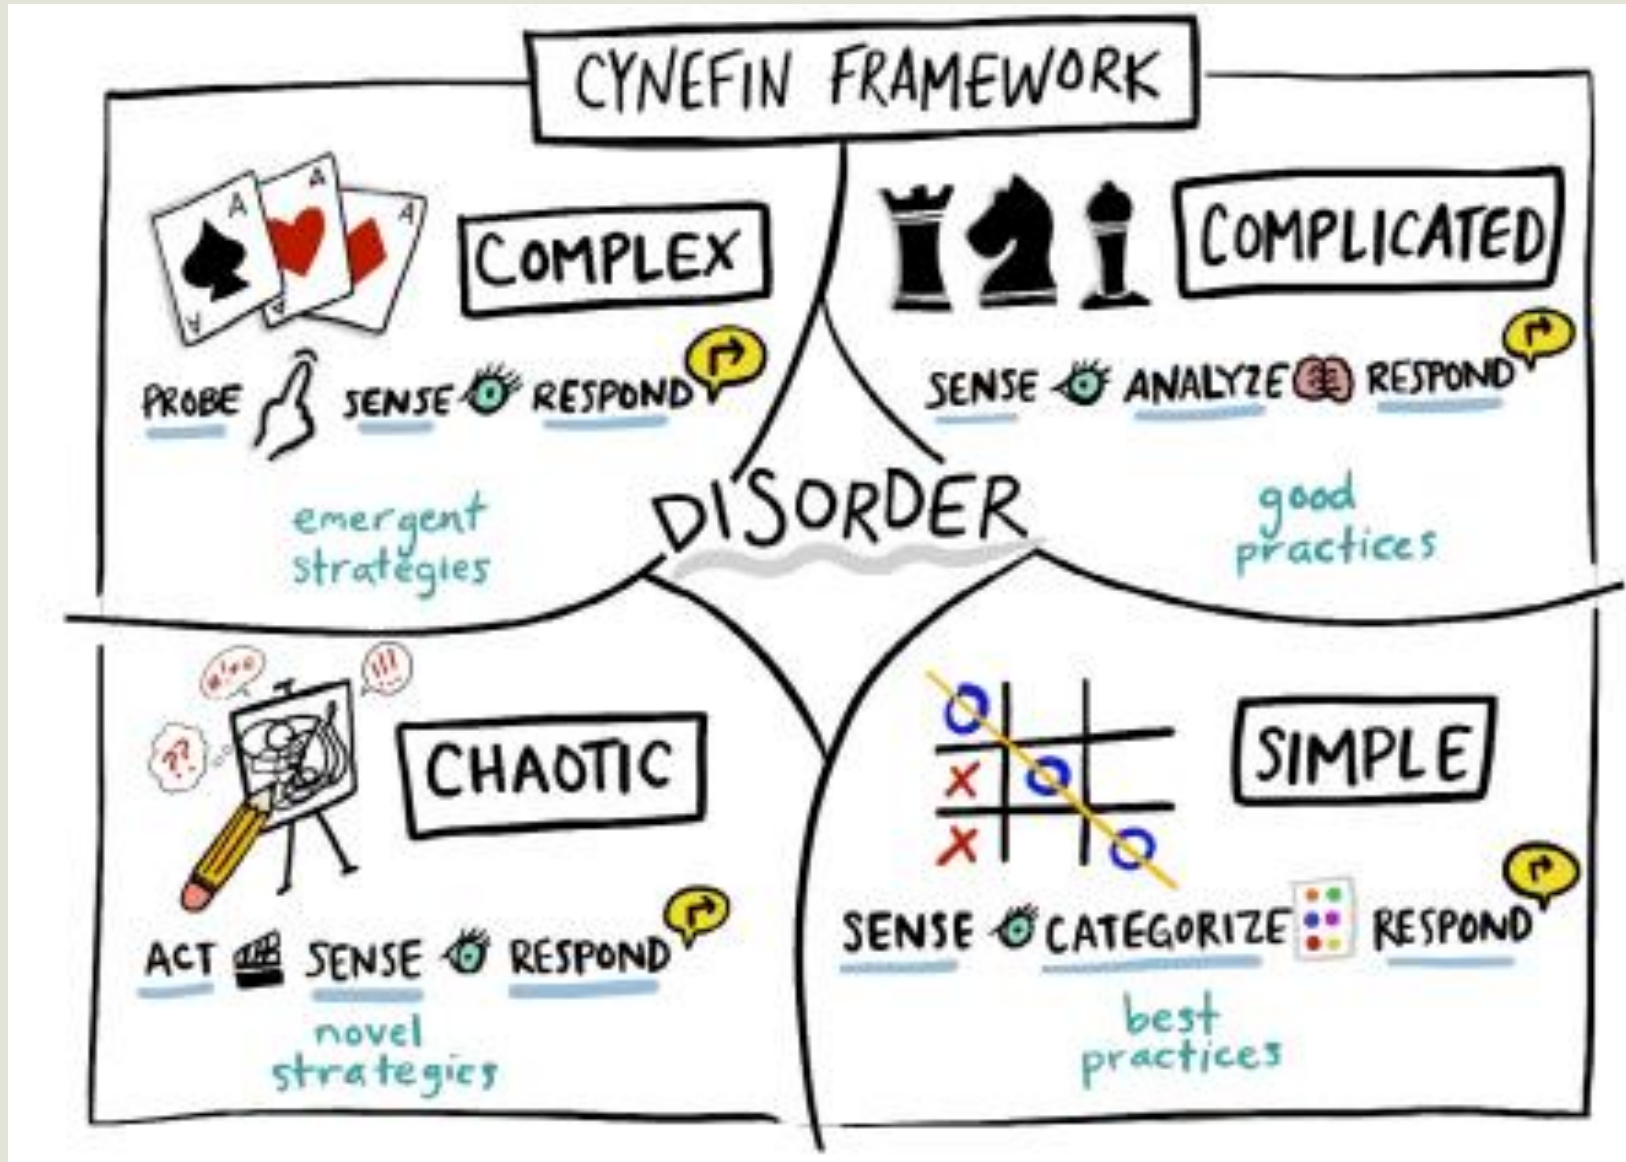 CYNEFIN FRAMEWORK
A
A
A
A
A
COMPLEX
PROBE SENSE RESPOND
emergent
strategies
COMPLICATED
SENSE ANALYZE RESPOND
good
practices
DISORDER
??
!!!
CHAOTIC
ACT SENSE RESPOND
novel
strategies
O
X O
X O
SIMPLE
SENSE CATEGORIZE RESPOND
best
practices